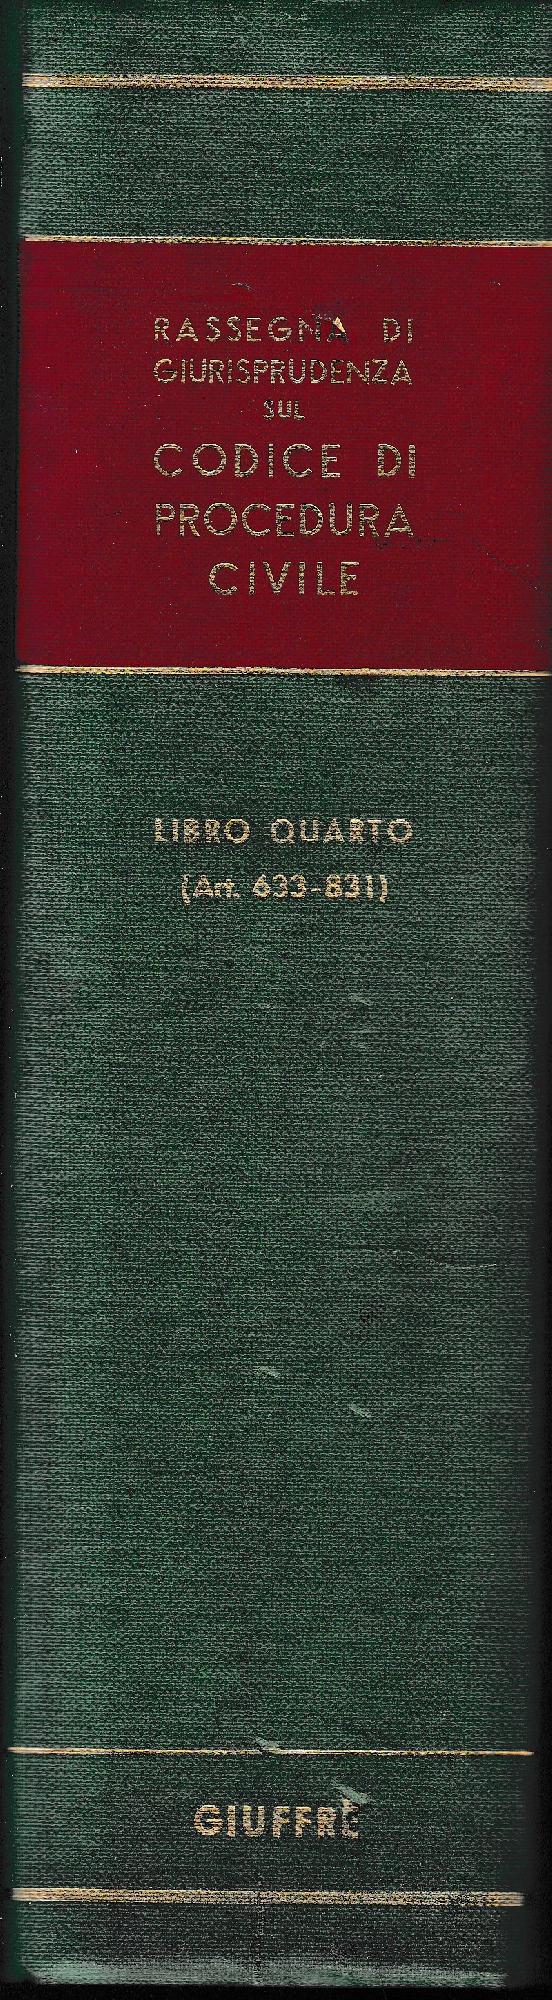 RASSEGNA DI
GIURISPRUDENZA
SUL
CODICE DI
PROCEDURA
CIVILE
LIBRO QUARTO
(Art. 633-831)
GIUFFRÈ